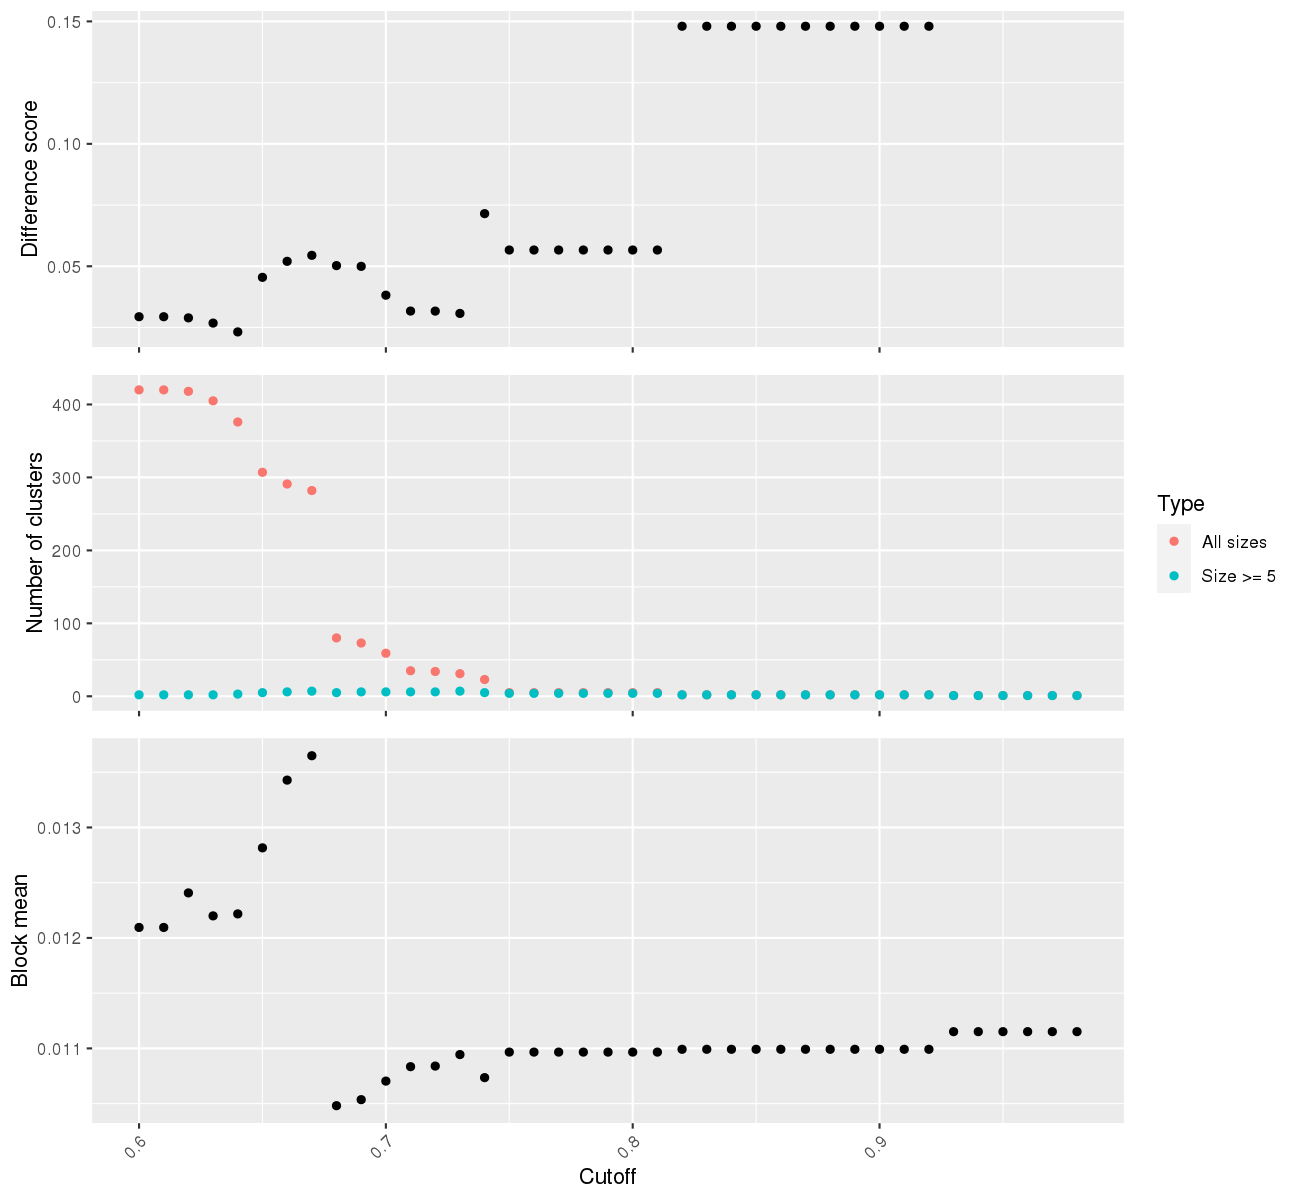 Difference score
0.15
0.10
0.05
Number of clusters
400
300
200
100
0
Block mean
0.013
0.012
0.011
0.6
0.7
0.8
0.9
Cutoff
Type
All sizes
Size >= 5